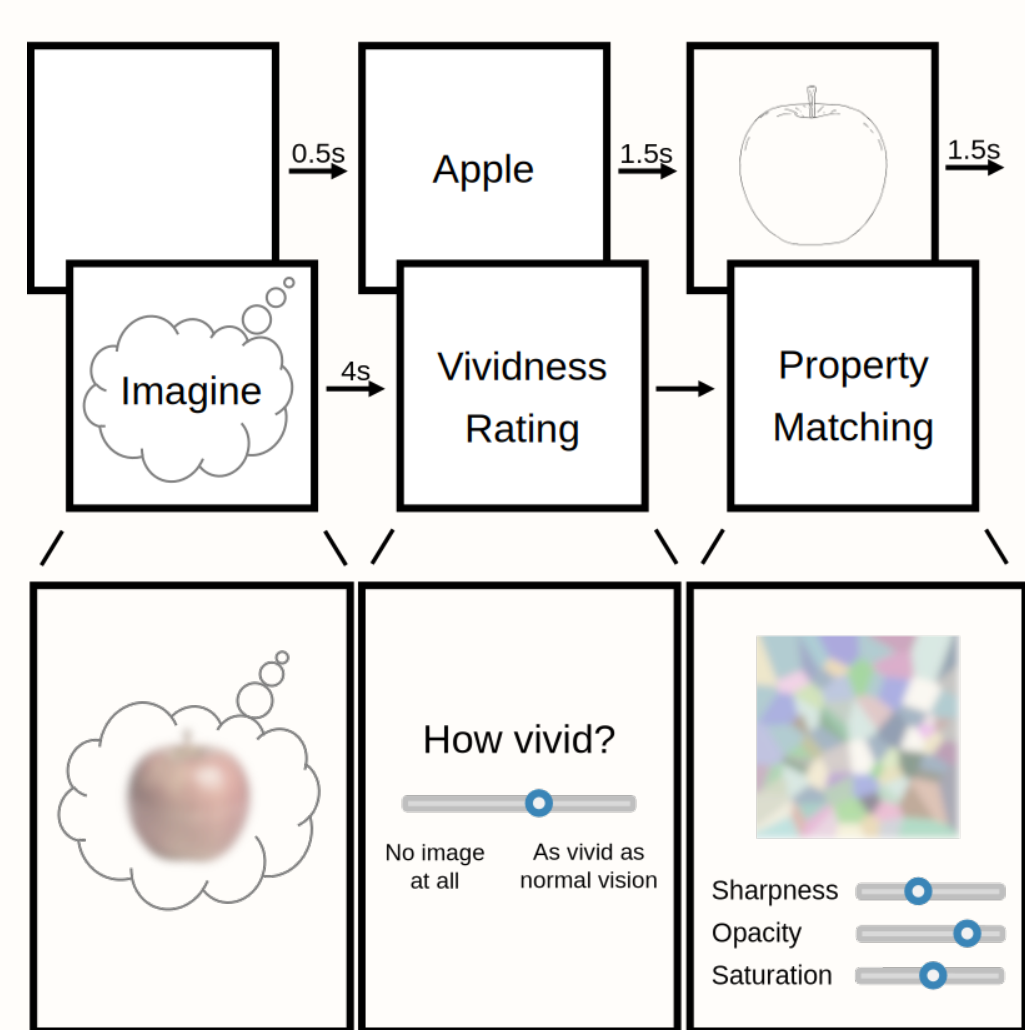 0.5s
Apple
1.5s
1.5s
Imagine
4s
Vividness
Rating
Property
Matching
How vivid?
No image
at all
As vivid as
normal vision
Sharpness
Opacity
Saturation